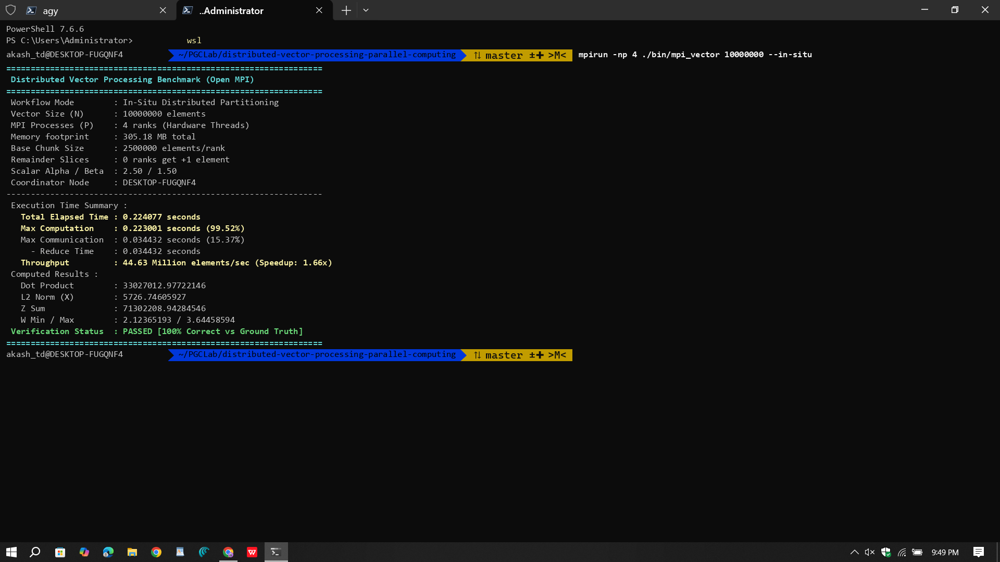 agy
..Administrator
PowerShell 7.6.6
PS C:\Users\Administrator> wsl
akash_td@DESKTOP-FUGQNF4 ~/PGCLab/distributed-vector-processing-parallel-computing ⇅ master ±✚ >M< mpirun -np 4 ./bin/mpi_vector 10000000 --in-situ
=================================================================
Distributed Vector Processing Benchmark (Open MPI)
=================================================================
Workflow Mode : In-Situ Distributed Partitioning
Vector Size (N) : 10000000 elements
MPI Processes (P) : 4 ranks (Hardware Threads)
Memory footprint : 305.18 MB total
Base Chunk Size : 2500000 elements/rank
Remainder Slices : 0 ranks get +1 element
Scalar Alpha / Beta : 2.50 / 1.50
Coordinator Node : DESKTOP-FUGQNF4
-----------------------------------------------------------------
Execution Time Summary :
Total Elapsed Time : 0.224077 seconds
Max Computation : 0.223001 seconds (99.52%)
Max Communication : 0.034432 seconds (15.37%)
- Reduce Time : 0.034432 seconds
Throughput : 44.63 Million elements/sec (Speedup: 1.66x)
Computed Results :
Dot Product : 33027012.97722146
L2 Norm (X) : 5726.74605927
Z Sum : 71302208.94284546
W Min / Max : 2.12365193 / 3.64458594
Verification Status : PASSED [100% Correct vs Ground Truth]
=================================================================
akash_td@DESKTOP-FUGQNF4 ~/PGCLab/distributed-vector-processing-parallel-computing ⇅ master ±✚ >M<
9:49 PM